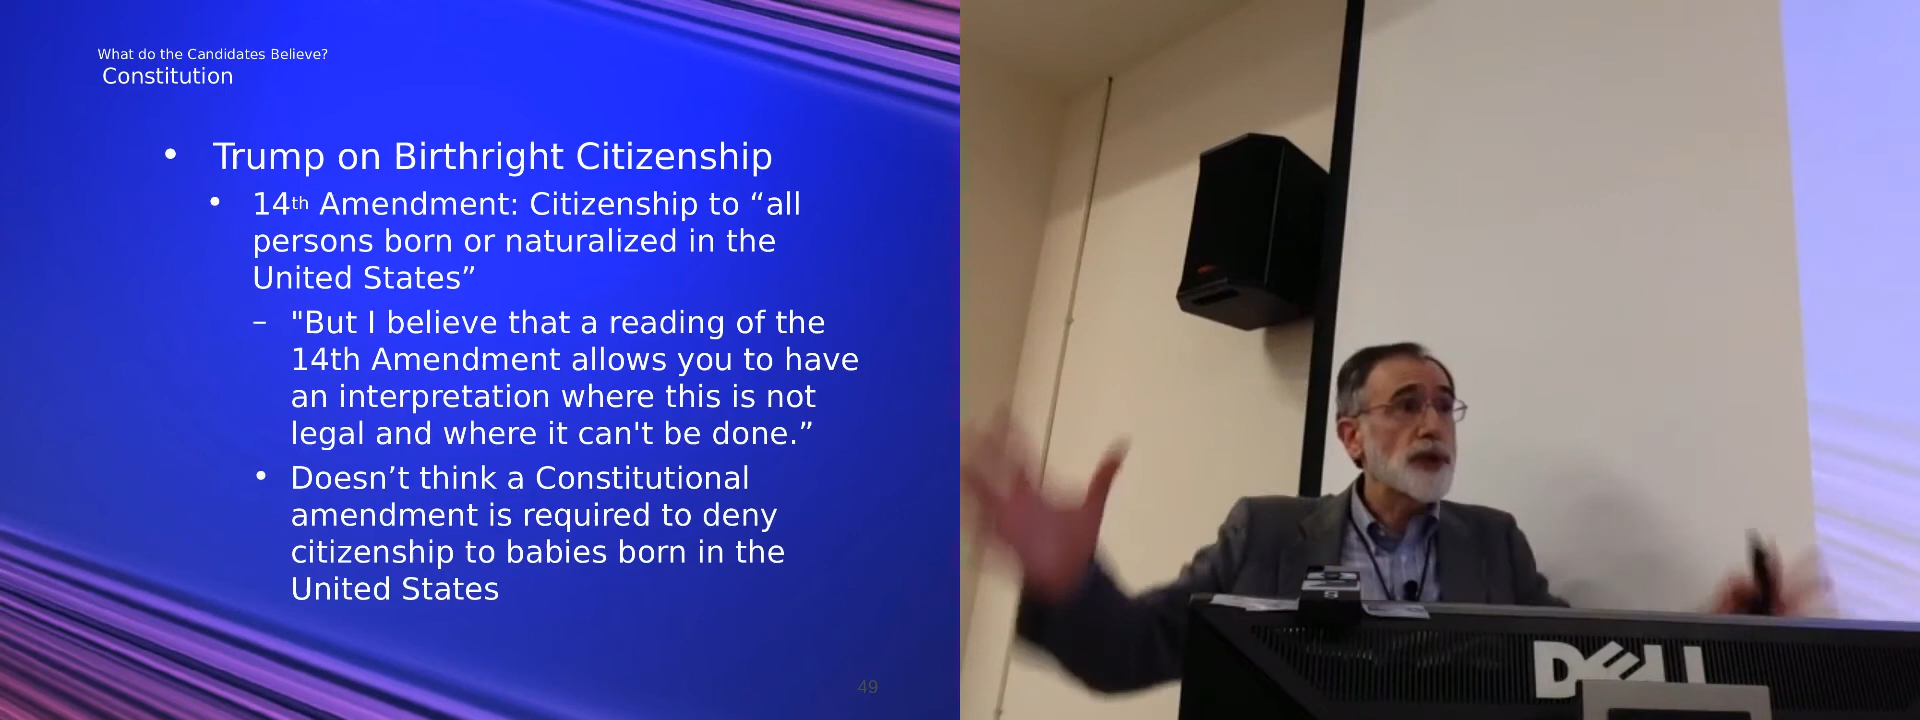 What do the Candidates Believe?
Constitution
• Trump on Birthright Citizenship
• 14th Amendment: Citizenship to “all
persons born or naturalized in the
United States”
– "But I believe that a reading of the
14th Amendment allows you to have
an interpretation where this is not
legal and where it can't be done.”
• Doesn’t think a Constitutional
amendment is required to deny
citizenship to babies born in the
United States
49
DELL